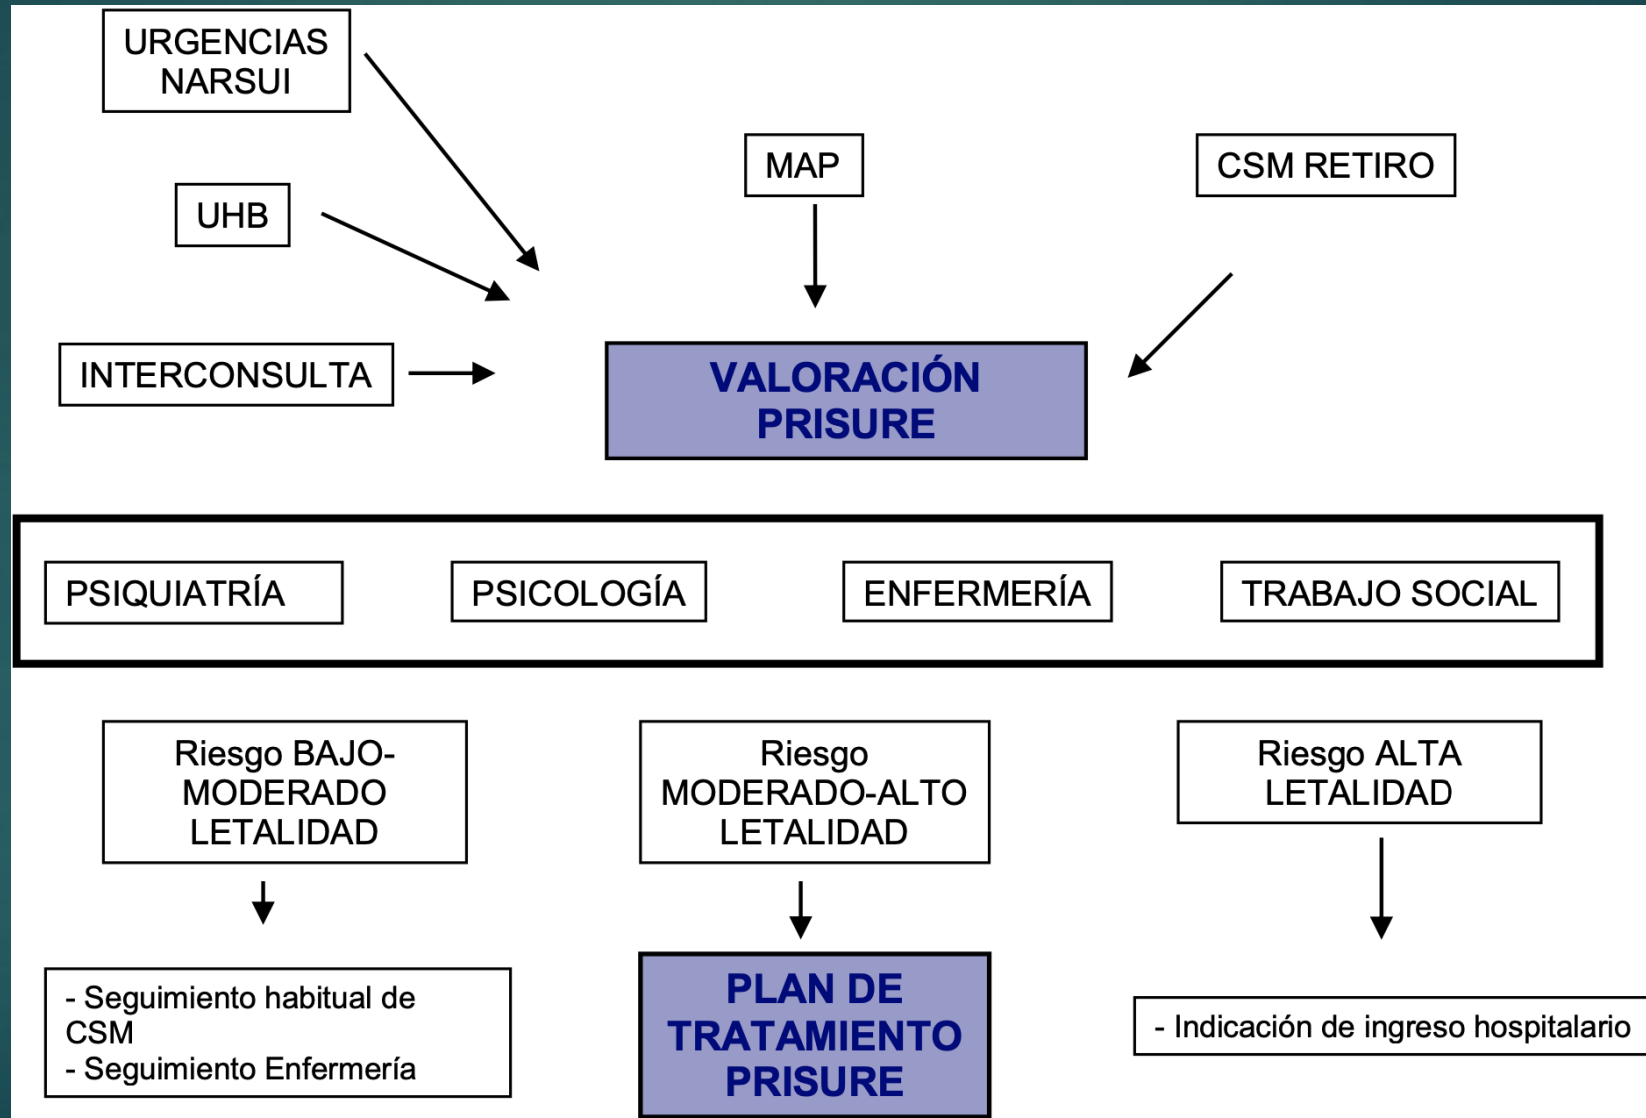 URGENCIAS
NARSUI
MAP
CSM RETIRO
UHB
INTERCONSULTA
VALORACIÓN
PRISURE
PSIQUIATRÍA
PSICOLOGÍA
ENFERMERÍA
TRABAJO SOCIAL
Riesgo BAJO-
MODERADO
LETALIDAD
Riesgo
MODERADO-ALTO
LETALIDAD
Riesgo ALTA
LETALIDAD
- Seguimiento habitual de
CSM
- Seguimiento Enfermería
PLAN DE
TRATAMIENTO
PRISURE
- Indicación de ingreso hospitalario